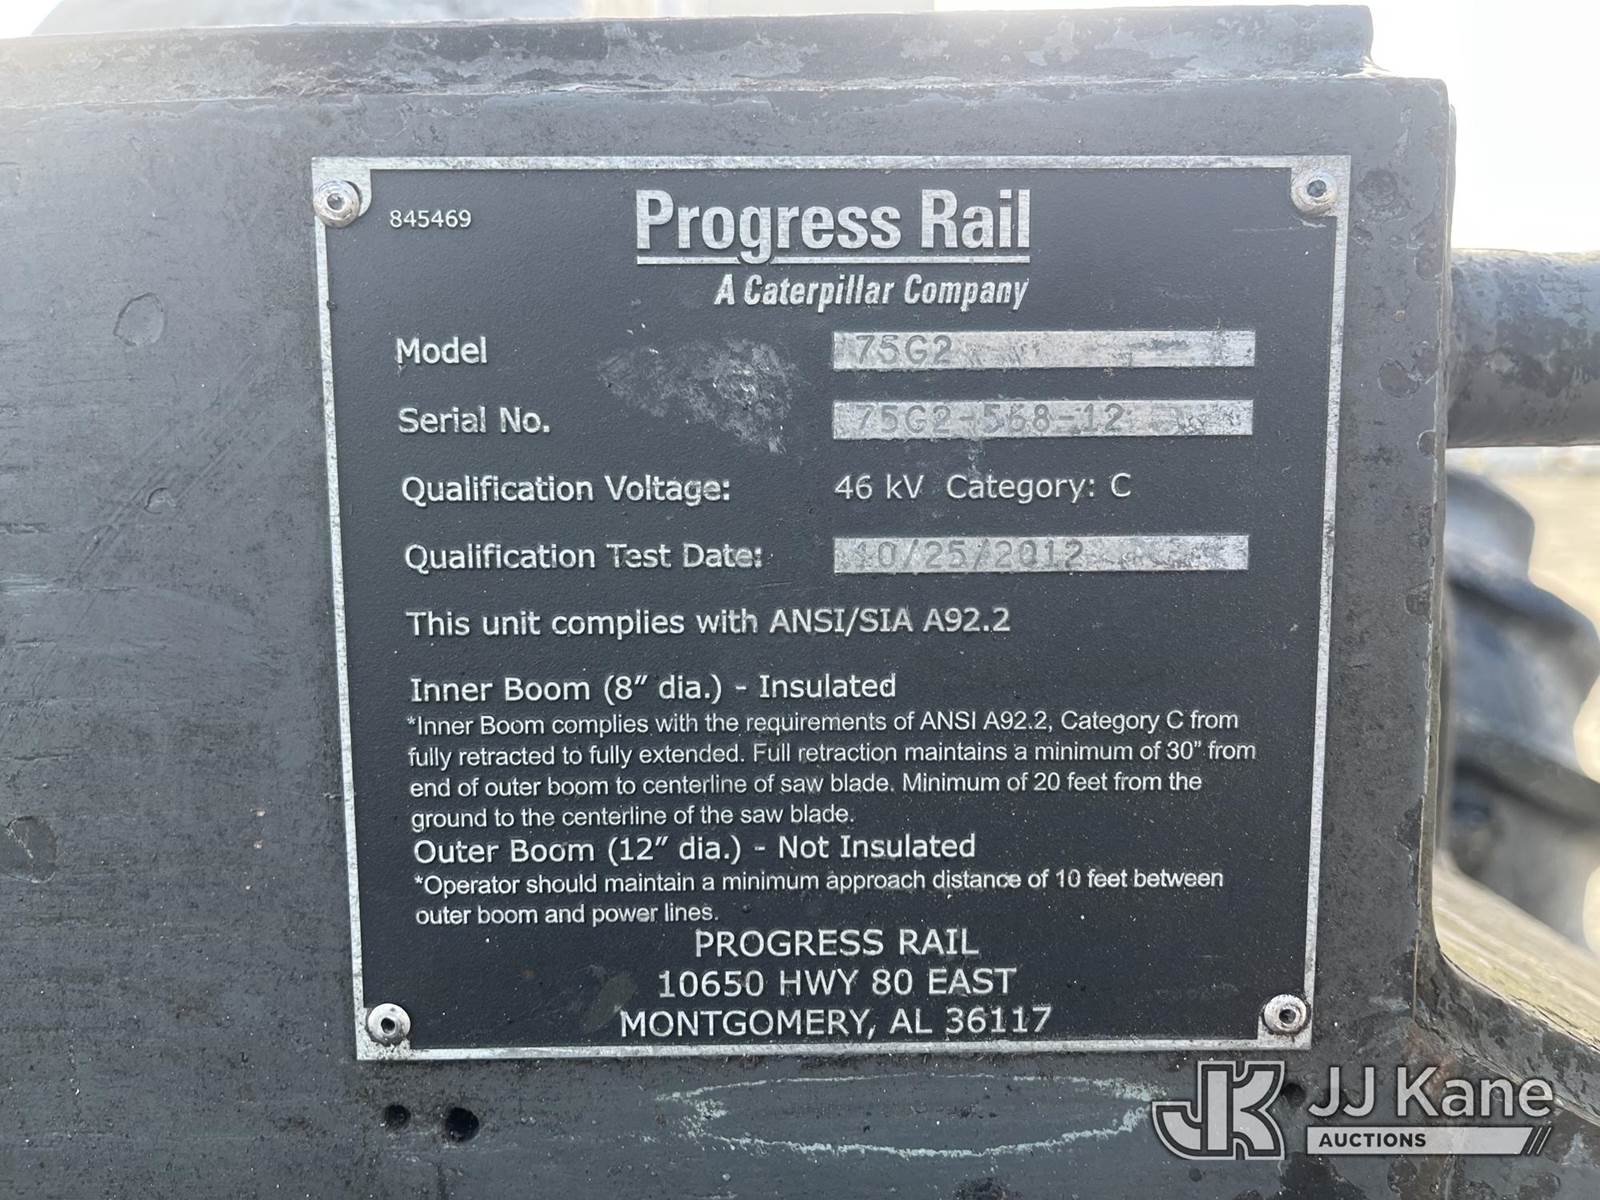 845469
Progress Rail
A Caterpillar Company
Model 75G2
Serial No. 75G2-568-12
Qualification Voltage: 46 kV Category: C
Qualification Test Date: 10/25/2012
This unit complies with ANSI/SIA A92.2
Inner Boom (8" dia.) - Insulated
*Inner Boom complies with the requirements of ANSI A92.2, Category C from
fully retracted to fully extended. Full retraction maintains a minimum of 30" from
end of outer boom to centerline of saw blade. Minimum of 20 feet from the
ground to the centerline of the saw blade.
Outer Boom (12" dia.) - Not Insulated
*Operator should maintain a minimum approach distance of 10 feet between
outer boom and power lines.
PROGRESS RAIL
10650 HWY 80 EAST
MONTGOMERY, AL 36117
JK JJ Kane
AUCTIONS